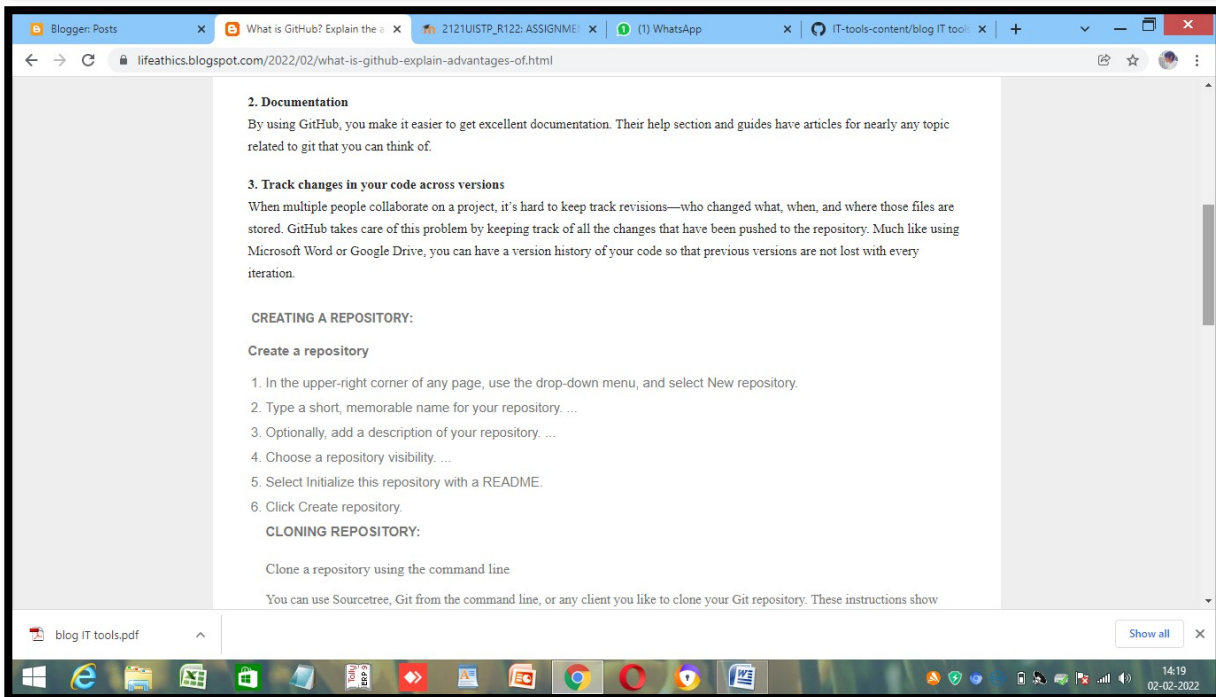 Blogger: Posts
What is GitHub? Explain the a
2121UISTP_R122: ASSIGNME
(1) WhatsApp
IT-tools-content/blog IT tools
lifeathics.blogspot.com/2022/02/what-is-github-explain-advantages-of.html
2. Documentation
By using GitHub, you make it easier to get excellent documentation. Their help section and guides have articles for nearly any topic
related to git that you can think of.
3. Track changes in your code across versions
When multiple people collaborate on a project, it’s hard to keep track revisions—who changed what, when, and where those files are
stored. GitHub takes care of this problem by keeping track of all the changes that have been pushed to the repository. Much like using
Microsoft Word or Google Drive, you can have a version history of your code so that previous versions are not lost with every
iteration.
CREATING A REPOSITORY:
Create a repository
1. In the upper-right corner of any page, use the drop-down menu, and select New repository.
2. Type a short, memorable name for your repository. ...
3. Optionally, add a description of your repository. ...
4. Choose a repository visibility. ...
5. Select Initialize this repository with a README.
6. Click Create repository.
CLONING REPOSITORY:
Clone a repository using the command line
You can use Sourcetree, Git from the command line, or any client you like to clone your Git repository. These instructions show
blog IT tools.pdf
Show all
Tally
ERP 9
14:19
02-02-2022